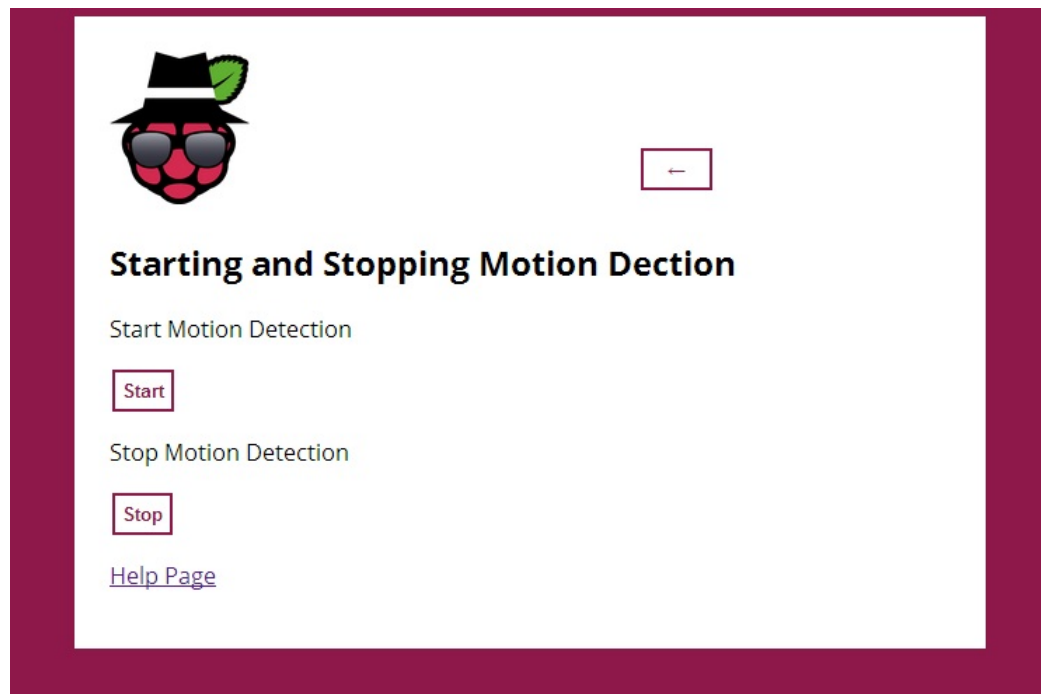 ←
Starting and Stopping Motion Dection
Start Motion Detection
Start
Stop Motion Detection
Stop
Help Page